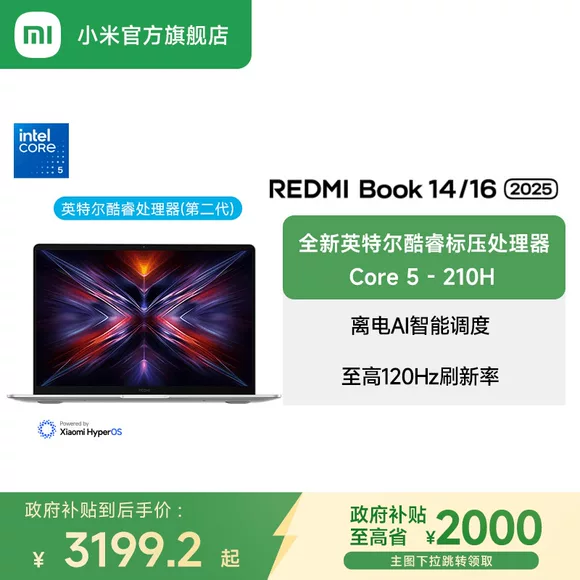 小米官方旗舰店
intel
CORE
5
英特尔酷睿处理器(第二代)
REDMI Book 14/16 2025
全新英特尔酷睿标压处理器
Core 5 - 210H
离电AI智能调度
至高120Hz刷新率
REDMI
Powered by
Xiaomi HyperOS
政府补贴到后手价：
¥ 3199.2 起
政府补贴
至高省 ¥2000
主图下拉跳转领取